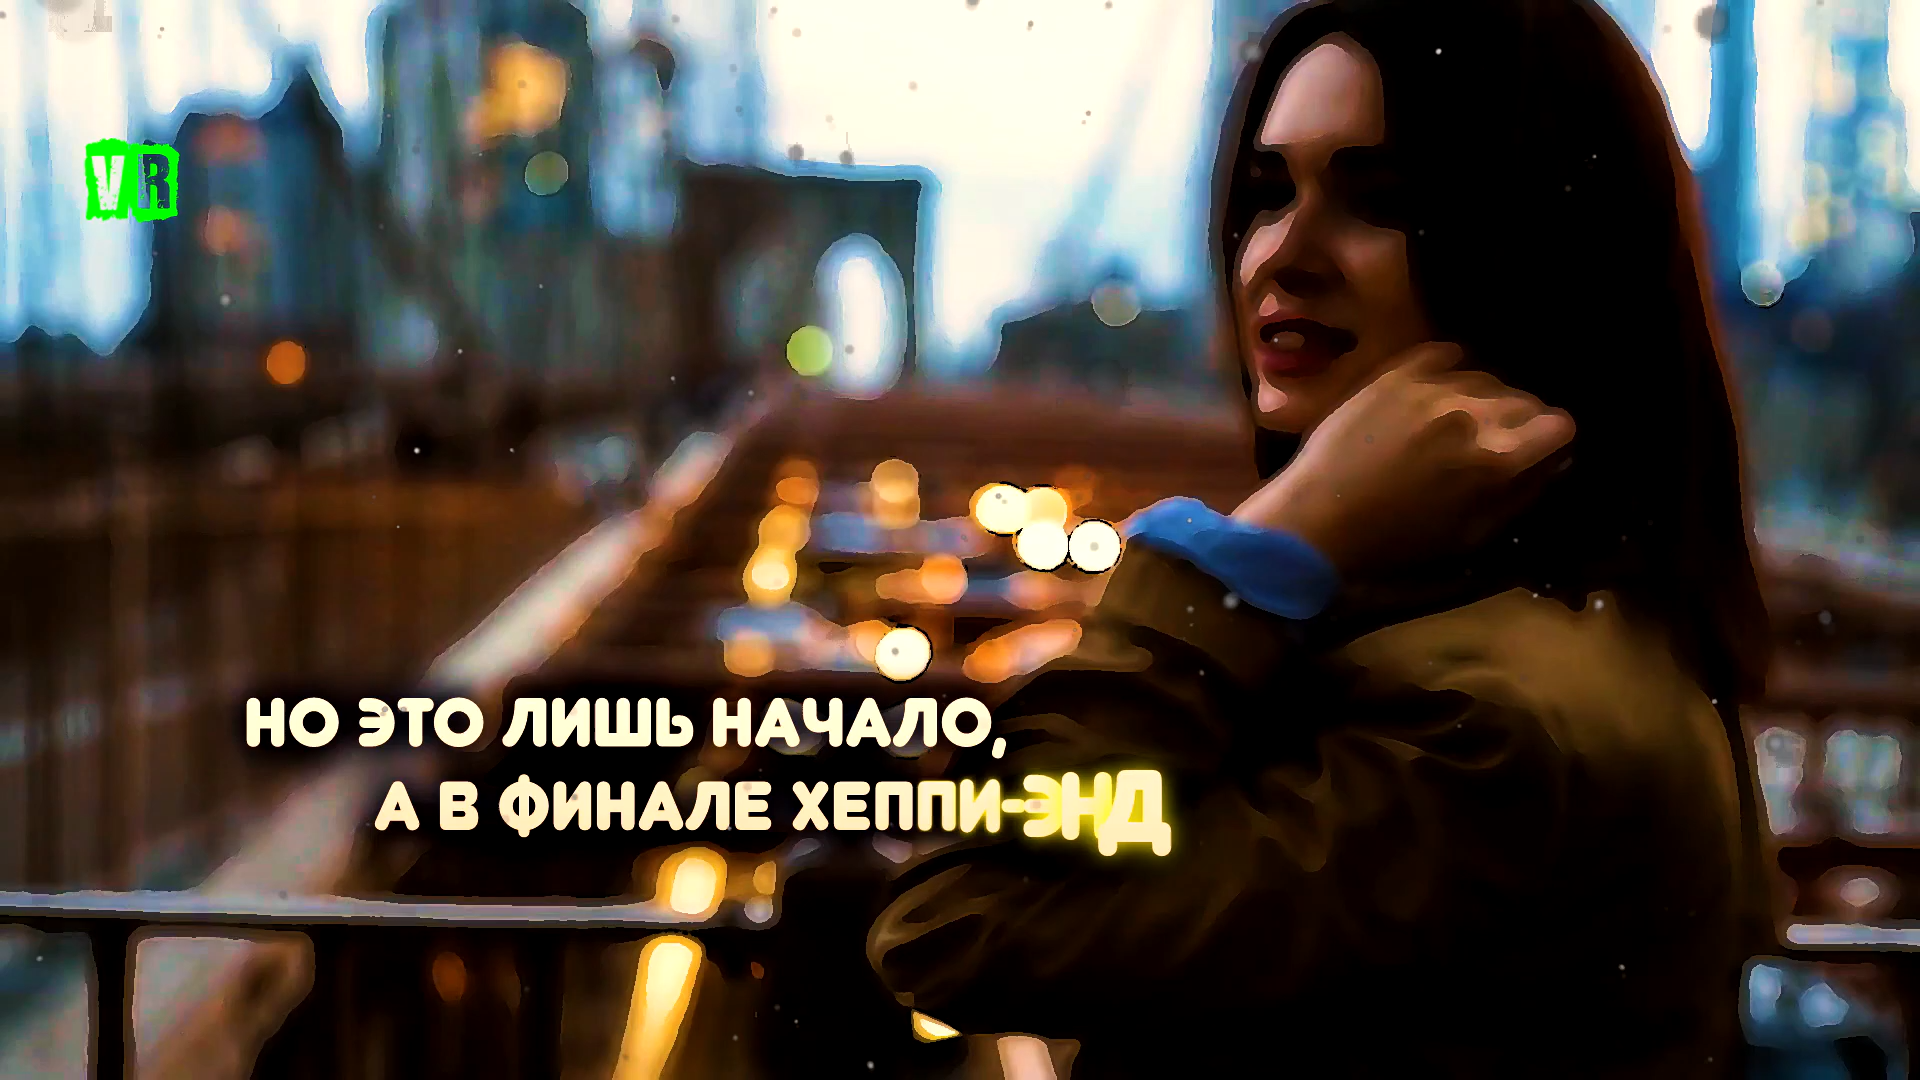 VR
НО ЭТО ЛИШЬ НАЧАЛО,
А В ФИНАЛЕ ХЕППИ-ЭНД